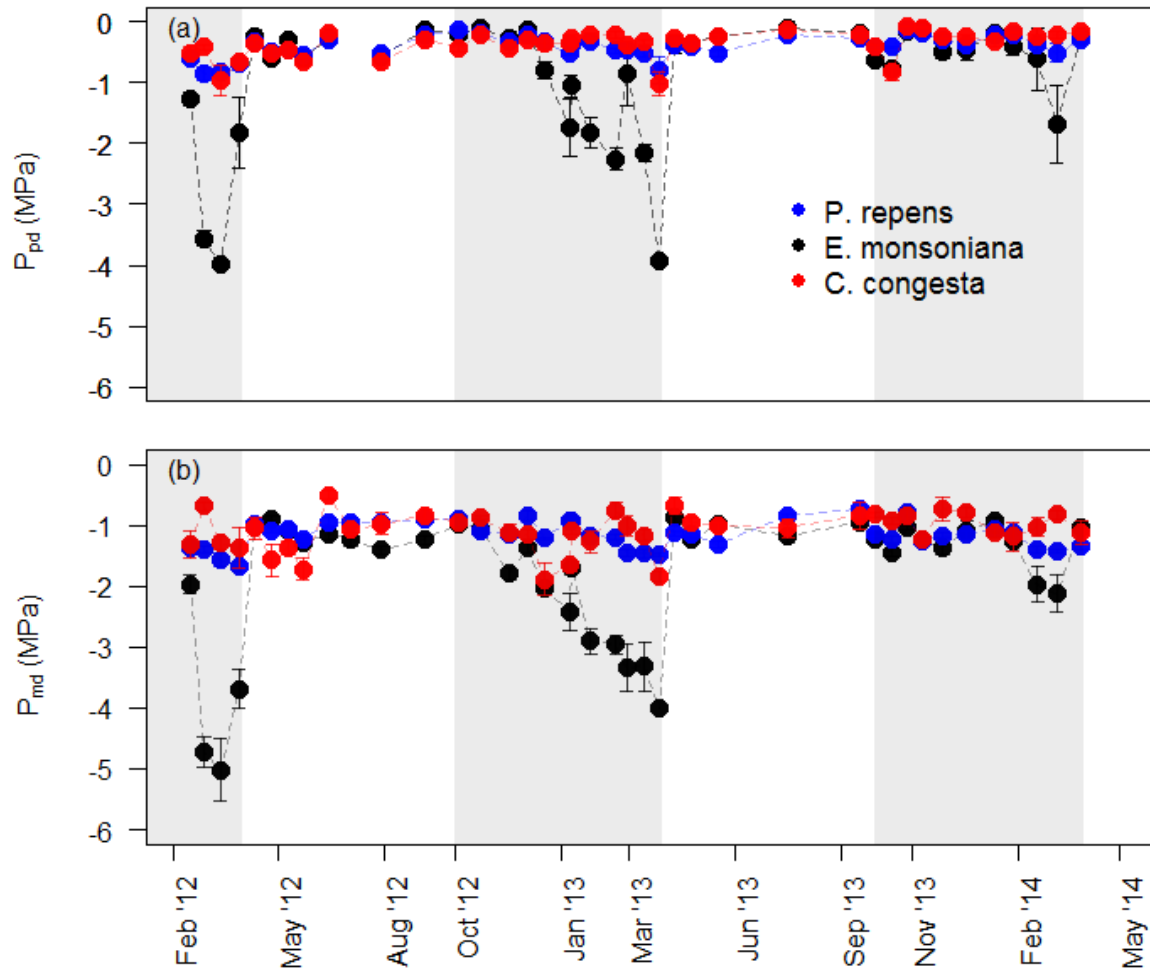 (a)
0
-1
-2
-3
-4
-5
-6
Ppd (MPa)
P. repens
E. monsoniana
C. congesta
(b)
0
-1
-2
-3
-4
-5
-6
Pmd (MPa)
Feb '12
May '12
Aug '12
Oct '12
Jan '13
Mar '13
Jun '13
Sep '13
Nov '13
Feb '14
May '14